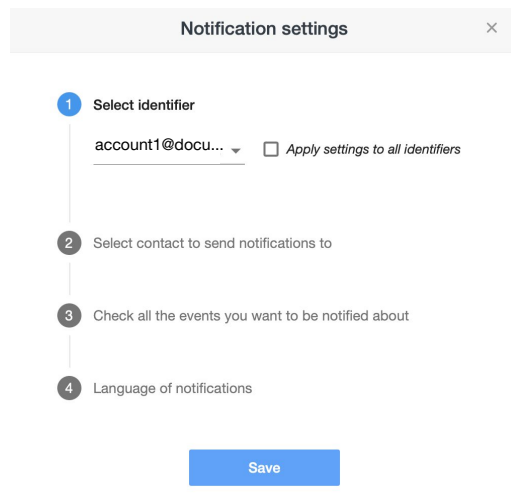 Notification settings
1 Select identifier
account1@docu... Apply settings to all identifiers
2 Select contact to send notifications to
3 Check all the events you want to be notified about
4 Language of notifications
Save